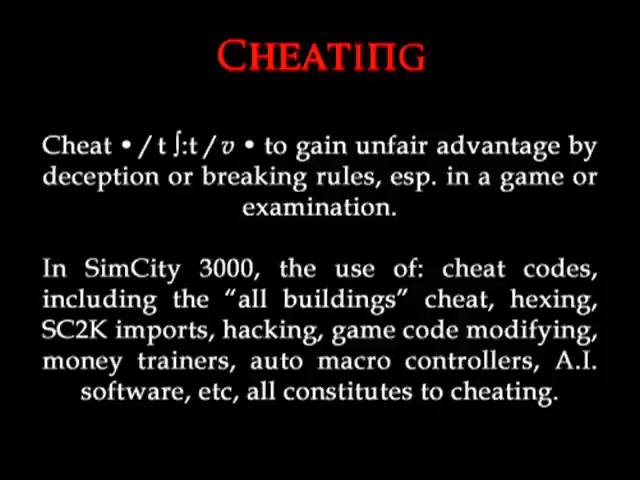 CHEATIПG
Cheat • / t ʃ:t / v • to gain unfair advantage by
deception or breaking rules, esp. in a game or
examination.
In SimCity 3000, the use of: cheat codes,
including the “all buildings” cheat, hexing,
SC2K imports, hacking, game code modifying,
money trainers, auto macro controllers, A.I.
software, etc, all constitutes to cheating.